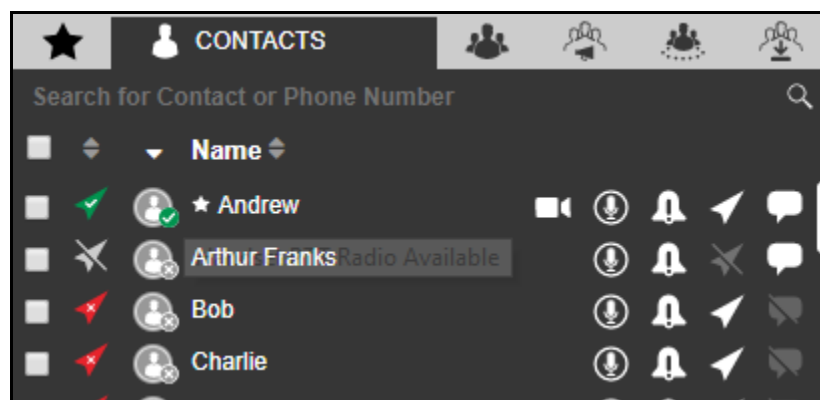 CONTACTS
Search for Contact or Phone Number
Name
Andrew
Arthur Franks Radio Available
Bob
Charlie